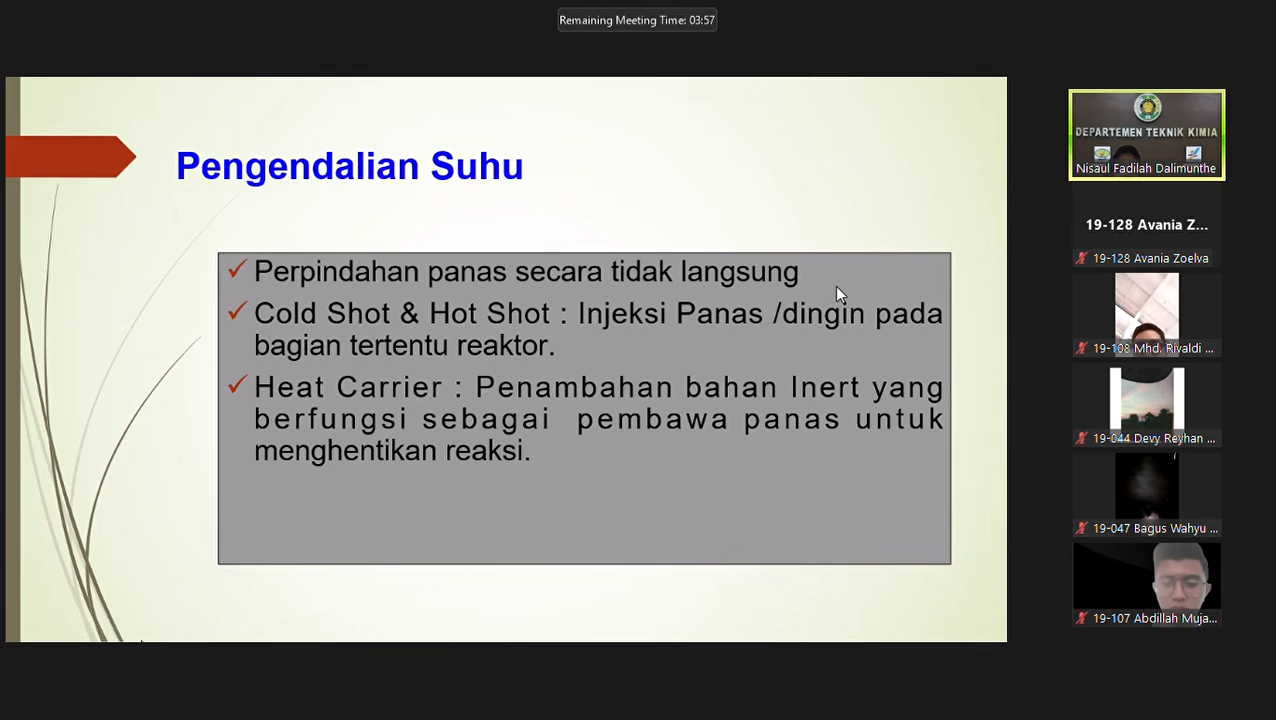 Remaining Meeting Time: 03:57
Pengendalian Suhu
Perpindahan panas secara tidak langsung
Cold Shot & Hot Shot : Injeksi Panas /dingin pada
bagian tertentu reaktor.
Heat Carrier : Penambahan bahan Inert yang
berfungsi sebagai pembawa panas untuk
menghentikan reaksi.
DEPARTEMEN TEKNIK KIMIA
Nisaul Fadilah Dalimunthe
19-128 Avania Z...
19-128 Avania Zoelva
19-108 Mhd. Rivaldi ...
19-044 Devy Reyhan ...
19-047 Bagus Wahyu ...
19-107 Abdillah Muja...